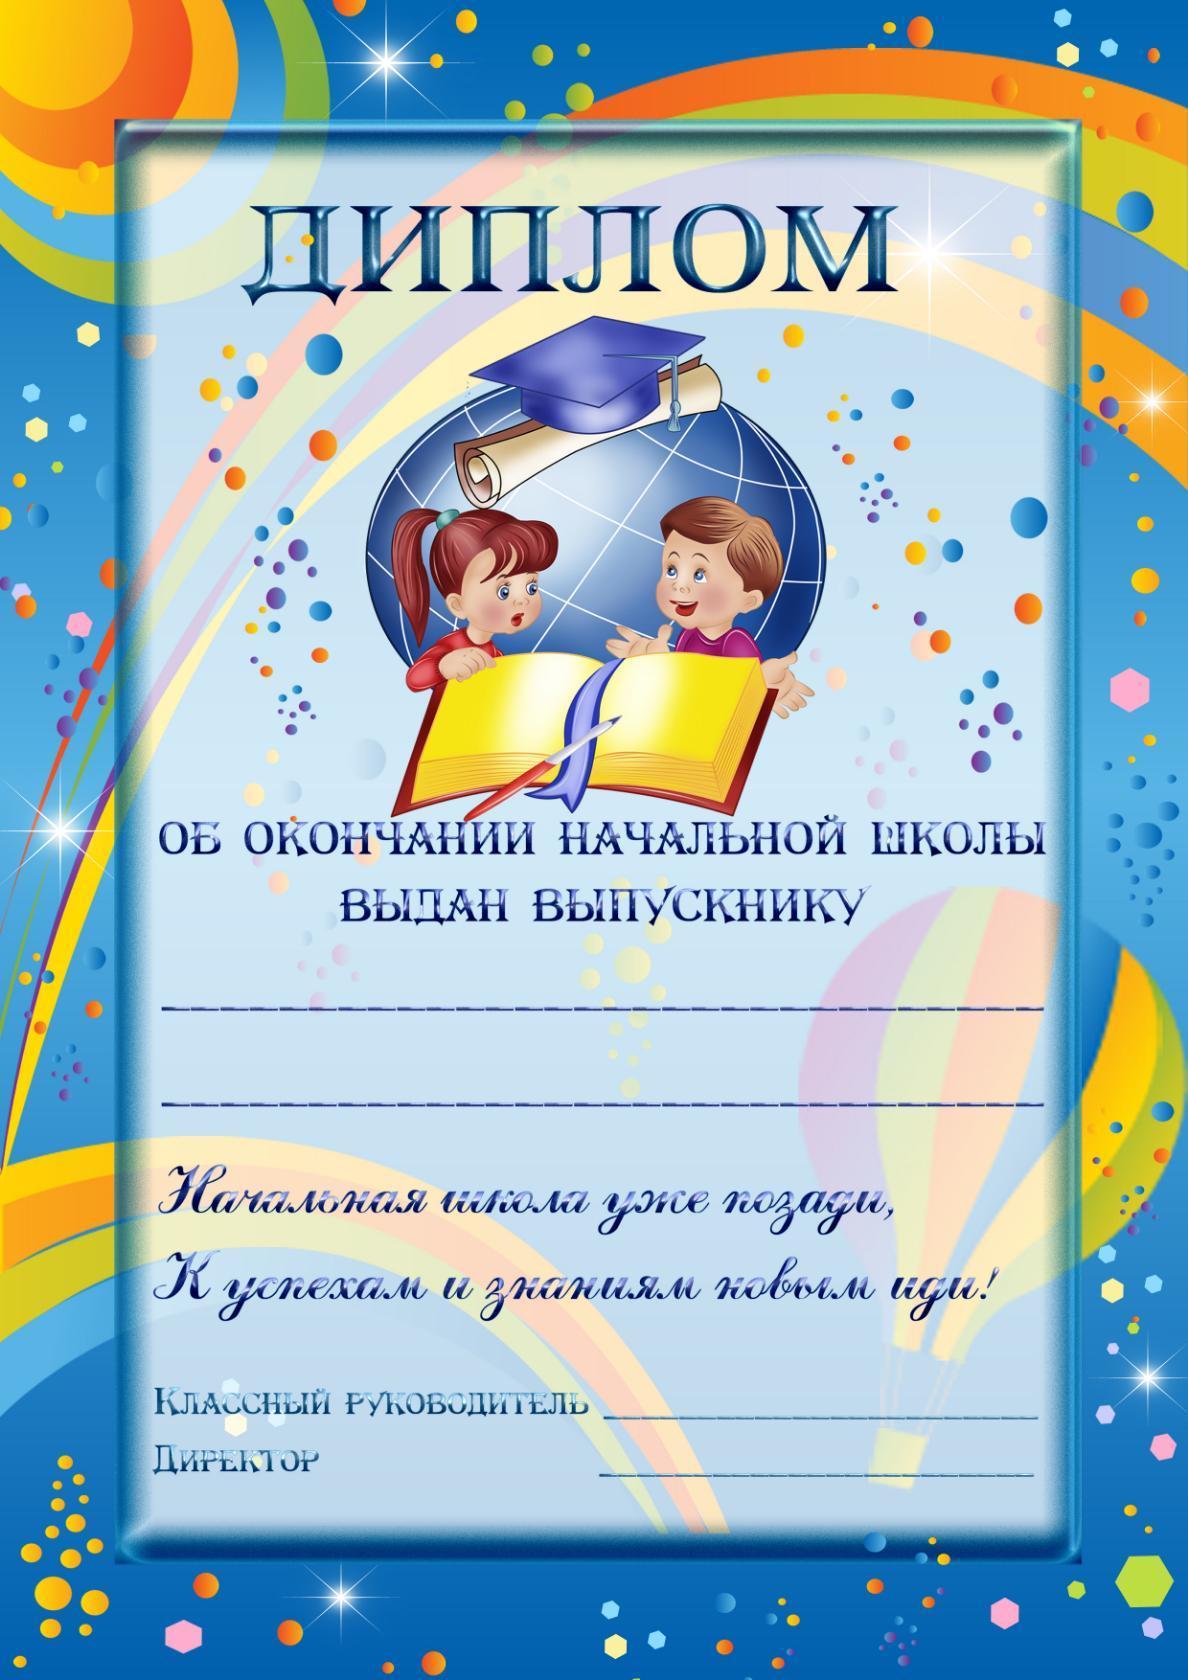 ДИПЛОМ
ОБ ОКОНЧАНИИ НАЧАЛЬНОЙ ШКОЛЫ
ВЫДАН ВЫПУСКНИКУ
Начальная школа уже позади,
К успехам и знаниям новым иди!
Классный руководитель
Директор